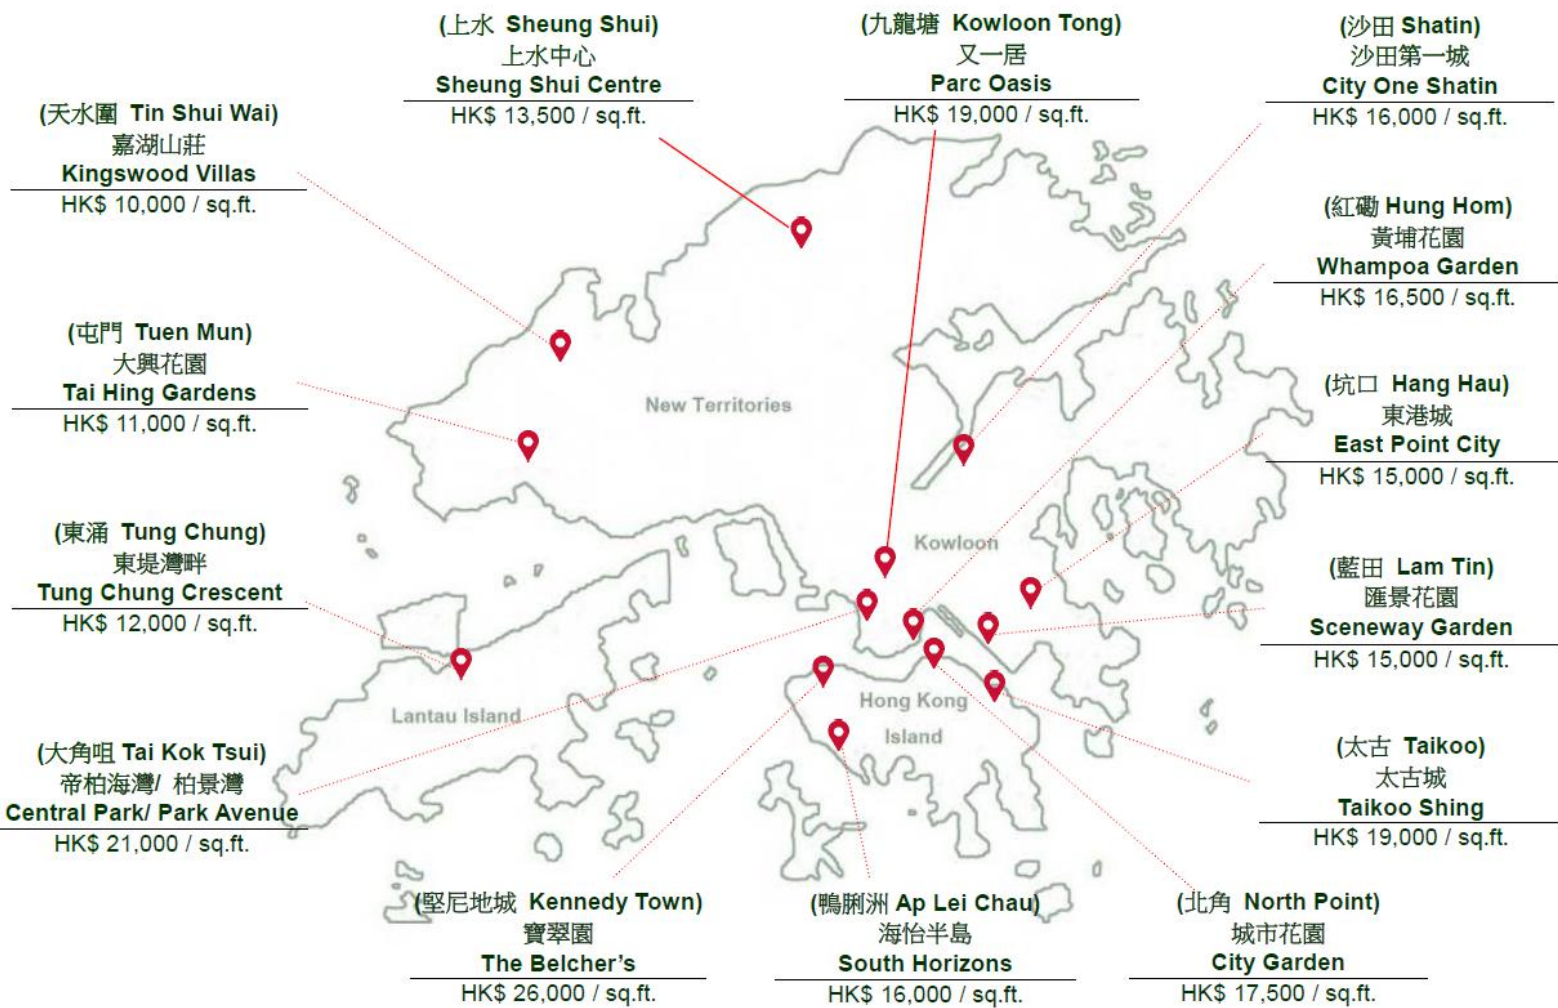 (上水 Sheung Shui)
上水中心
Sheung Shui Centre
HK$ 13,500 / sq.ft.
(九龍塘 Kowloon Tong)
又一居
Parc Oasis
HK$ 19,000 / sq.ft.
(沙田 Shatin)
沙田第一城
City One Shatin
HK$ 16,000 / sq.ft.
(天水圍 Tin Shui Wai)
嘉湖山莊
Kingswood Villas
HK$ 10,000 / sq.ft.
(紅磡 Hung Hom)
黃埔花園
Whampoa Garden
HK$ 16,500 / sq.ft.
(屯門 Tuen Mun)
大興花園
Tai Hing Gardens
HK$ 11,000 / sq.ft.
New Territories
(坑口 Hang Hau)
東港城
East Point City
HK$ 15,000 / sq.ft.
(東涌 Tung Chung)
東堤灣畔
Tung Chung Crescent
HK$ 12,000 / sq.ft.
Kowloon
(藍田 Lam Tin)
匯景花園
Sceneway Garden
HK$ 15,000 / sq.ft.
Lantau Island
Hong Kong
Island
(大角咀 Tai Kok Tsui)
帝柏海灣/ 柏景灣
Central Park/ Park Avenue
HK$ 21,000 / sq.ft.
(太古 Taikoo)
太古城
Taikoo Shing
HK$ 19,000 / sq.ft.
(堅尼地城 Kennedy Town)
寶翠園
The Belcher's
HK$ 26,000 / sq.ft.
(鴨脷洲 Ap Lei Chau)
海怡半島
South Horizons
HK$ 16,000 / sq.ft.
(北角 North Point)
城市花園
City Garden
HK$ 17,500 / sq.ft.